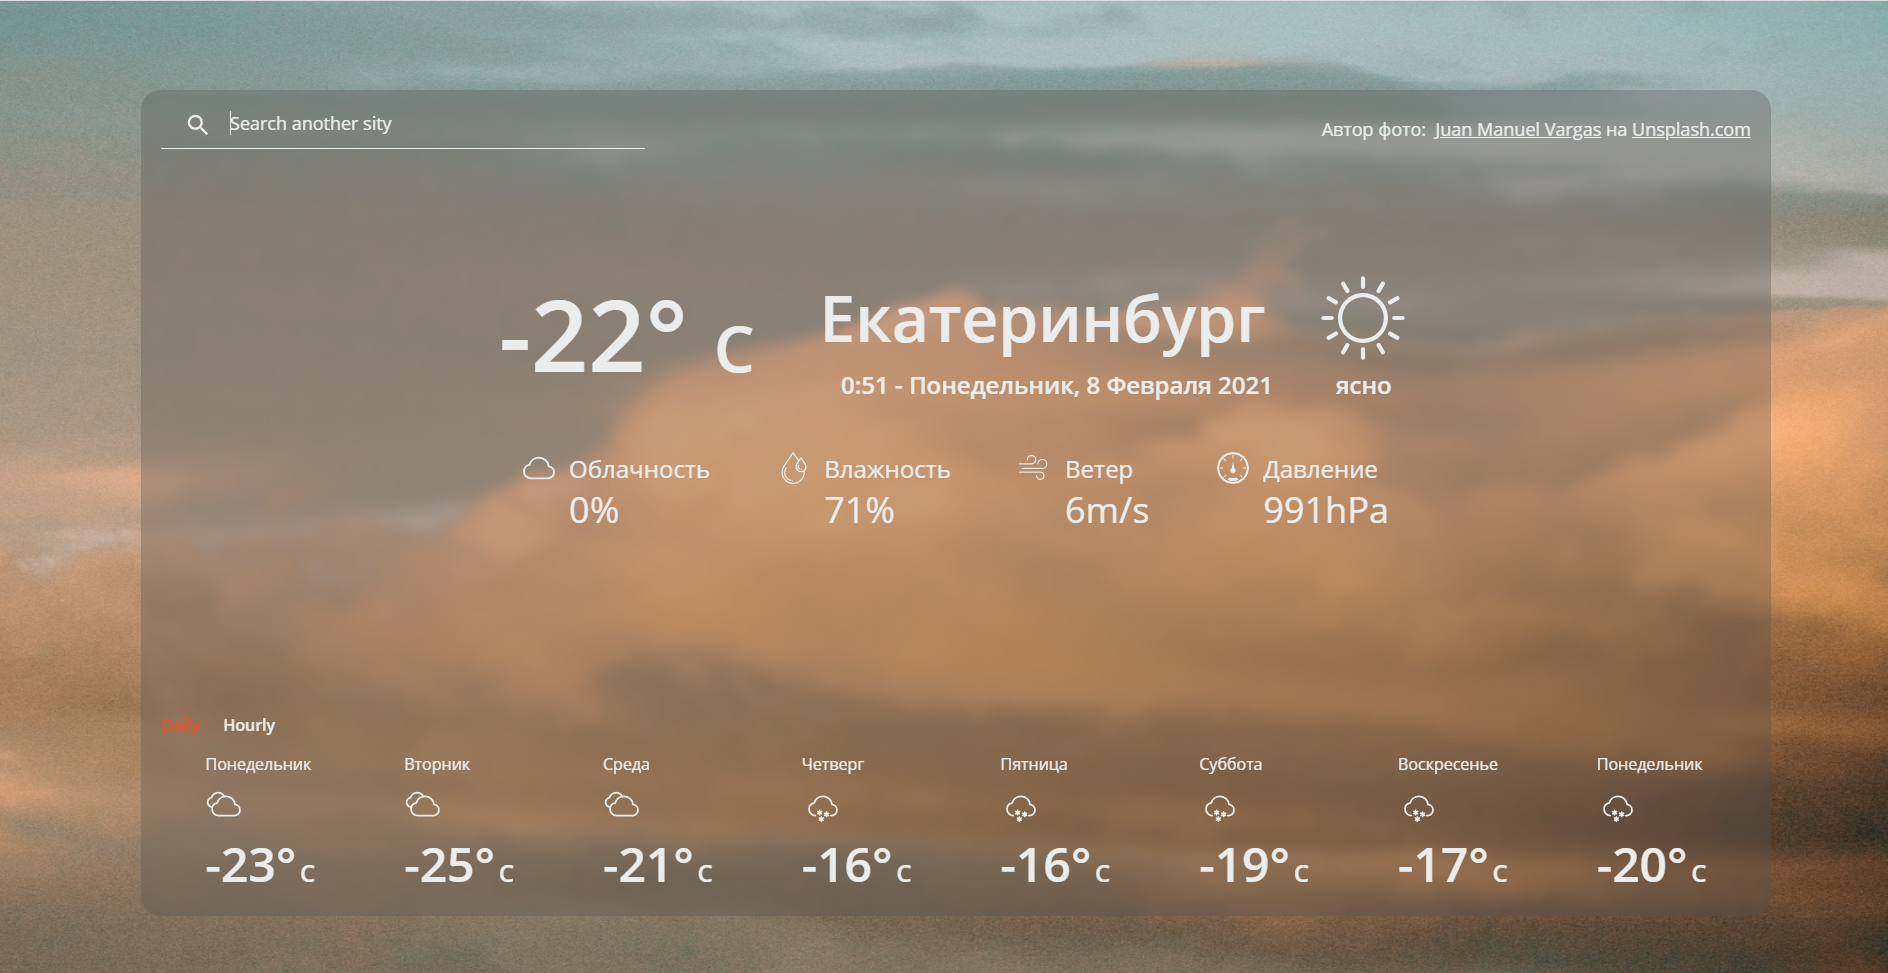 Search another sity
Автор фото: Juan Manuel Vargas на Unsplash.com
-22° c
Екатеринбург
0:51 - Понедельник, 8 Февраля 2021
ясно
Облачность
0%
Влажность
71%
Ветер
6m/s
Давление
991hPa
Daily Hourly
Понедельник Вторник Среда Четверг Пятница Суббота Воскресенье Понедельник
-23°c -25°c -21°c -16°c -16°c -19°c -17°c -20°c